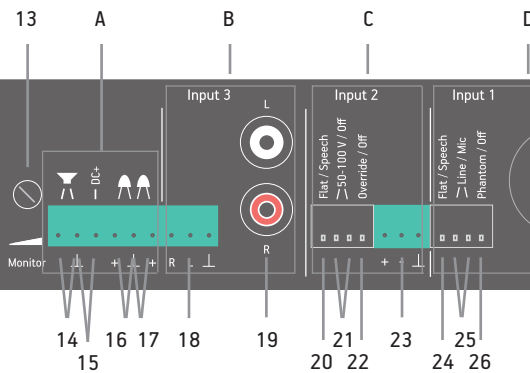 13 A B C D
Input 3 Input 2 Input 1
L
DC+
Flat / Speech
50-100 V / Off
Override / Off
Flat / Speech
Line / Mic
Phantom / Off
R
Monitor
+ + R L + -
14 16 17 18 19 23 25
15 20 21 22 24 26